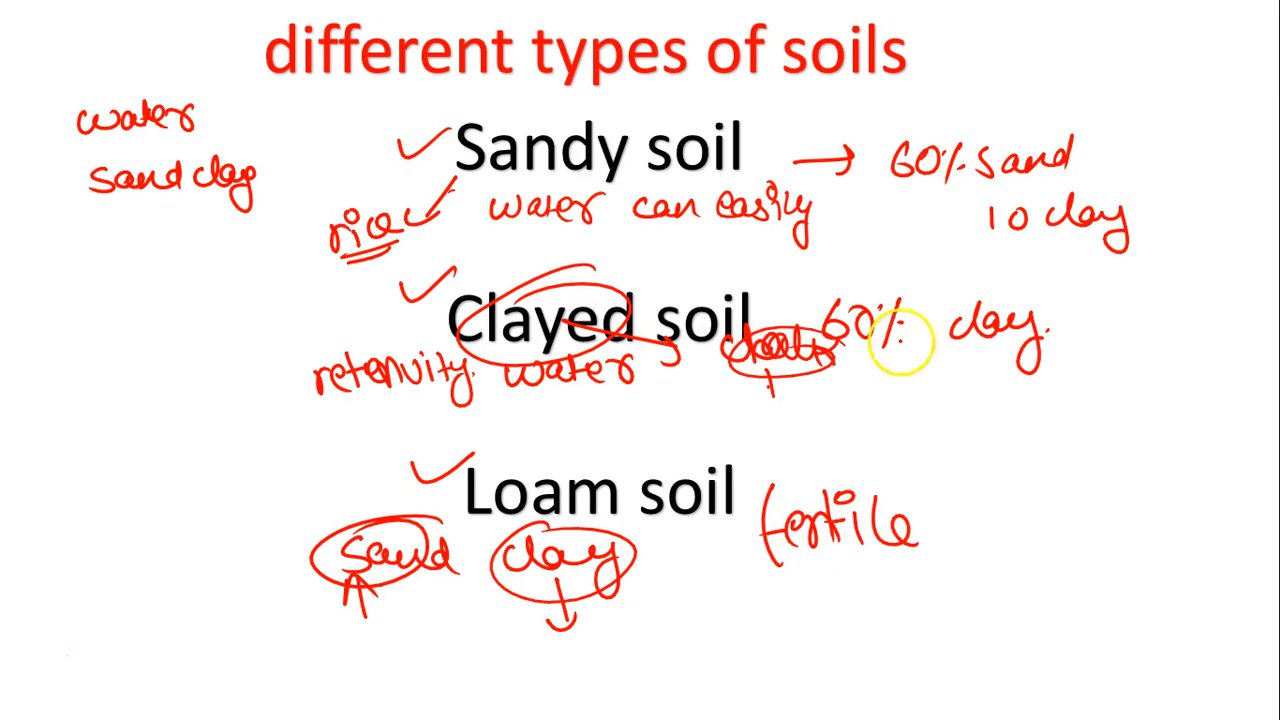 different types of soils
water
Sandy soil → 60% sand
sand clay
rice water can easily 10 clay
Clayed soil 60% clay.
retenuity water
Loam soil fertile
sand clay